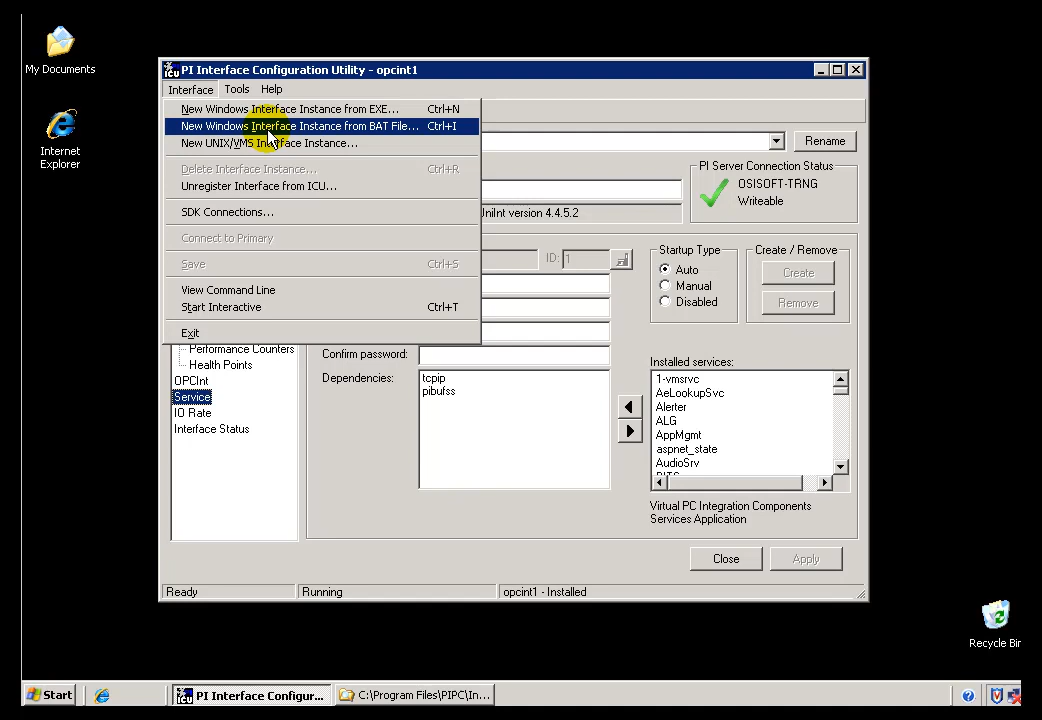 My Documents
Internet
Explorer
PI Interface Configuration Utility - opcint1
Interface Tools Help
New Windows Interface Instance from EXE... Ctrl+N
New Windows Interface Instance from BAT File... Ctrl+I
New UNIX/VMS Interface Instance...
Delete Interface Instance... Ctrl+R
Unregister Interface from ICU...
SDK Connections...
Connect to Primary
Save Ctrl+S
View Command Line
Start Interactive Ctrl+T
Exit
Rename
PI Server Connection Status
OSISOFT-TRNG
Writeable
UniInt version 4.4.5.2
ID: 1
Startup Type
Auto
Manual
Disabled
Create / Remove
Create
Remove
Performance Counters
Health Points
OPCInt
Service
IO Rate
Interface Status
Confirm password:
Dependencies:
tcpip
pibufss
Installed services:
1-vmsrvc
AeLookupSvc
Alerter
ALG
AppMgmt
aspnet_state
AudioSrv
BITS
Virtual PC Integration Components
Services Application
Close Apply
Ready Running opcint1 - Installed
Recycle Bin
Start PI Interface Configur... C:\Program Files\PIPC\In...